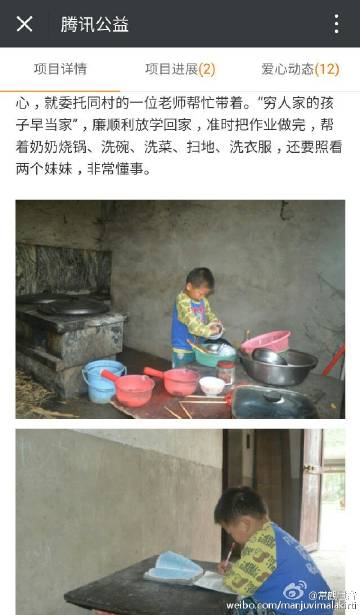 腾讯公益
项目详情 项目进展(2) 爱心动态(12)
心，就委托同村的一位老师帮忙带着。“穷人家的孩
子早当家”，廉顺利放学回家，准时把作业做完，帮
着奶奶烧锅、洗碗、洗菜、扫地、洗衣服，还要照看
两个妹妹，非常懂事。
weibo.com/manjuvimalakirti